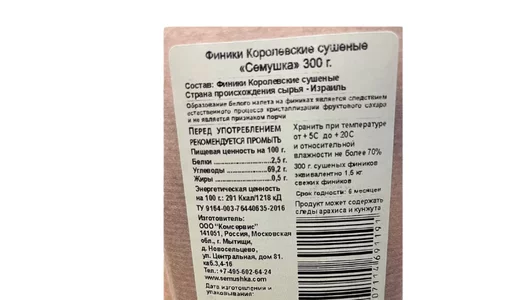 Финики Королевские сушеные
«Семушка» 300 г.
Состав: Финики Королевские сушеные
Страна происхождения сырья - Израиль
Образование белого налета на финиках является следствием
естественного процесса кристаллизации фруктового сахара
и не является признаком порчи
ПЕРЕД УПОТРЕБЛЕНИЕМ
РЕКОМЕНДУЕТСЯ ПРОМЫТЬ
Пищевая ценность на 100 г.
Белки 2,5 г.
Углеводы 69,2 г.
Жиры 0,5 г.
Энергетическая ценность
на 100 г.: 291 Ккал/1218 кД
ТУ 9164-003-76440635-2016
Изготовитель:
ООО "Комсервис"
141051, Россия, Московская
обл., г. Мытищи,
д. Новосельцево,
ул. Центральная, дом 81.
каб.3,4-16
Тел.: +7-495-602-64-24
www.semushka.com
Дата изготовления и
упаковывания:
Хранить при температуре
от +5С до +20С
и относительной
влажности не более 70%
300 г. сушеных фиников
эквивалентно 1,5 кг
свежих фиников
Срок годности: 6 месяцев
Продукт может содержать
следы арахиса и кунжута